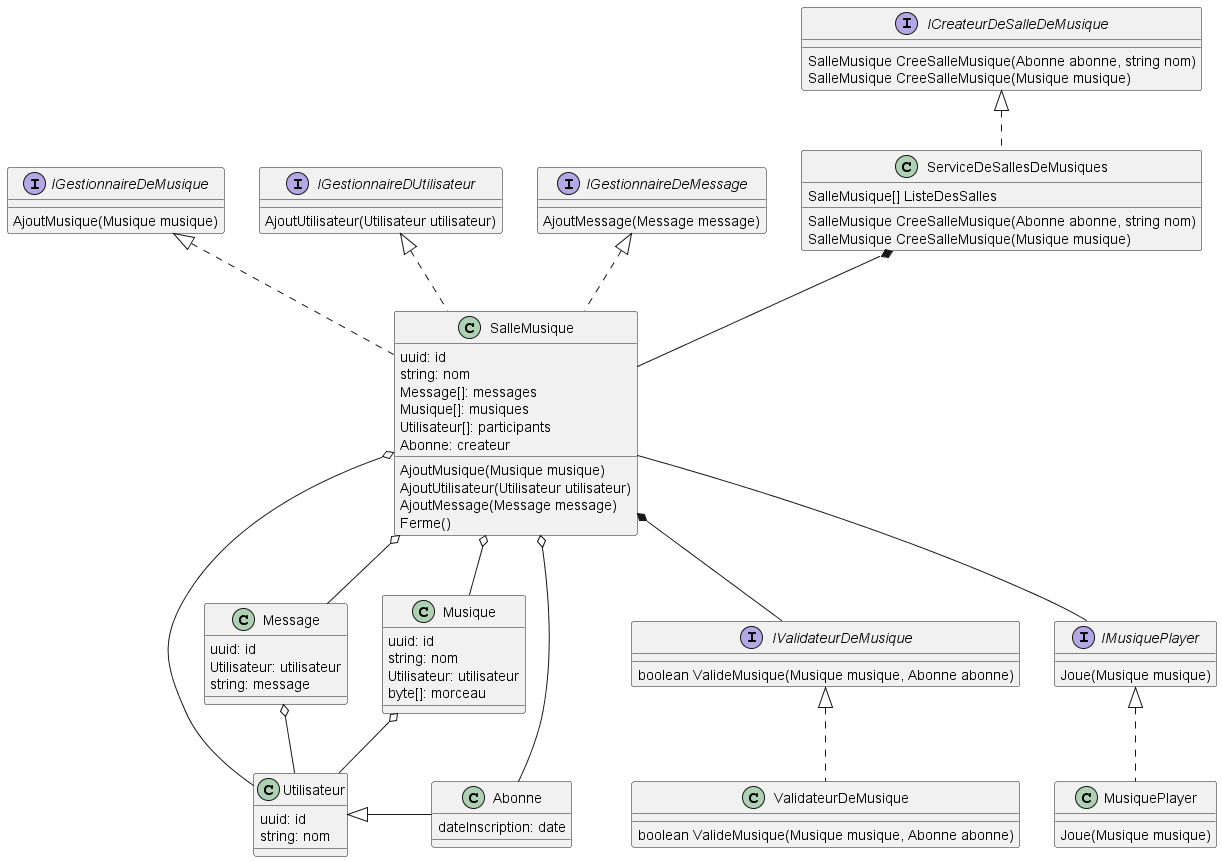 I ICreateurDeSalleDeMusique
SalleMusique CreeSalleMusique(Abonne abonne, string nom)
SalleMusique CreeSalleMusique(Musique musique)
I IGestionnaireDeMusique
AjoutMusique(Musique musique)
I IGestionnaireDUtilisateur
AjoutUtilisateur(Utilisateur utilisateur)
I IGestionnaireDeMessage
AjoutMessage(Message message)
C ServiceDeSallesDeMusiques
SalleMusique[] ListeDesSalles
SalleMusique CreeSalleMusique(Abonne abonne, string nom)
SalleMusique CreeSalleMusique(Musique musique)
C SalleMusique
uuid: id
string: nom
Message[]: messages
Musique[]: musiques
Utilisateur[]: participants
Abonne: createur
AjoutMusique(Musique musique)
AjoutUtilisateur(Utilisateur utilisateur)
AjoutMessage(Message message)
Ferme()
C Message
uuid: id
Utilisateur: utilisateur
string: message
C Musique
uuid: id
string: nom
Utilisateur: utilisateur
byte[]: morceau
I IValidateurDeMusique
boolean ValideMusique(Musique musique, Abonne abonne)
I IMusiquePlayer
Joue(Musique musique)
C Utilisateur
uuid: id
string: nom
C Abonne
dateInscription: date
C ValidateurDeMusique
boolean ValideMusique(Musique musique, Abonne abonne)
C MusiquePlayer
Joue(Musique musique)